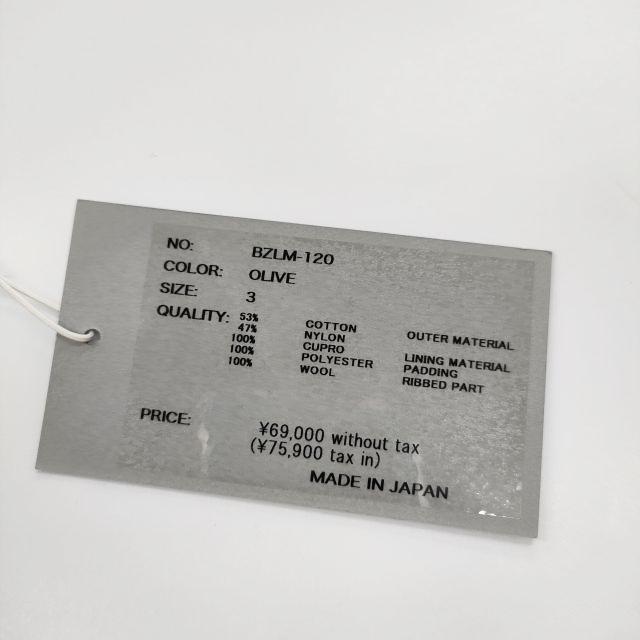 NO: BZLM-120
COLOR: OLIVE
SIZE: 3
QUALITY: 53% COTTON OUTER MATERIAL
47% NYLON
100% CUPRO LINING MATERIAL
100% POLYESTER PADDING
100% WOOL RIBBED PART
PRICE: ¥69,000 without tax
(¥75,900 tax in)
MADE IN JAPAN